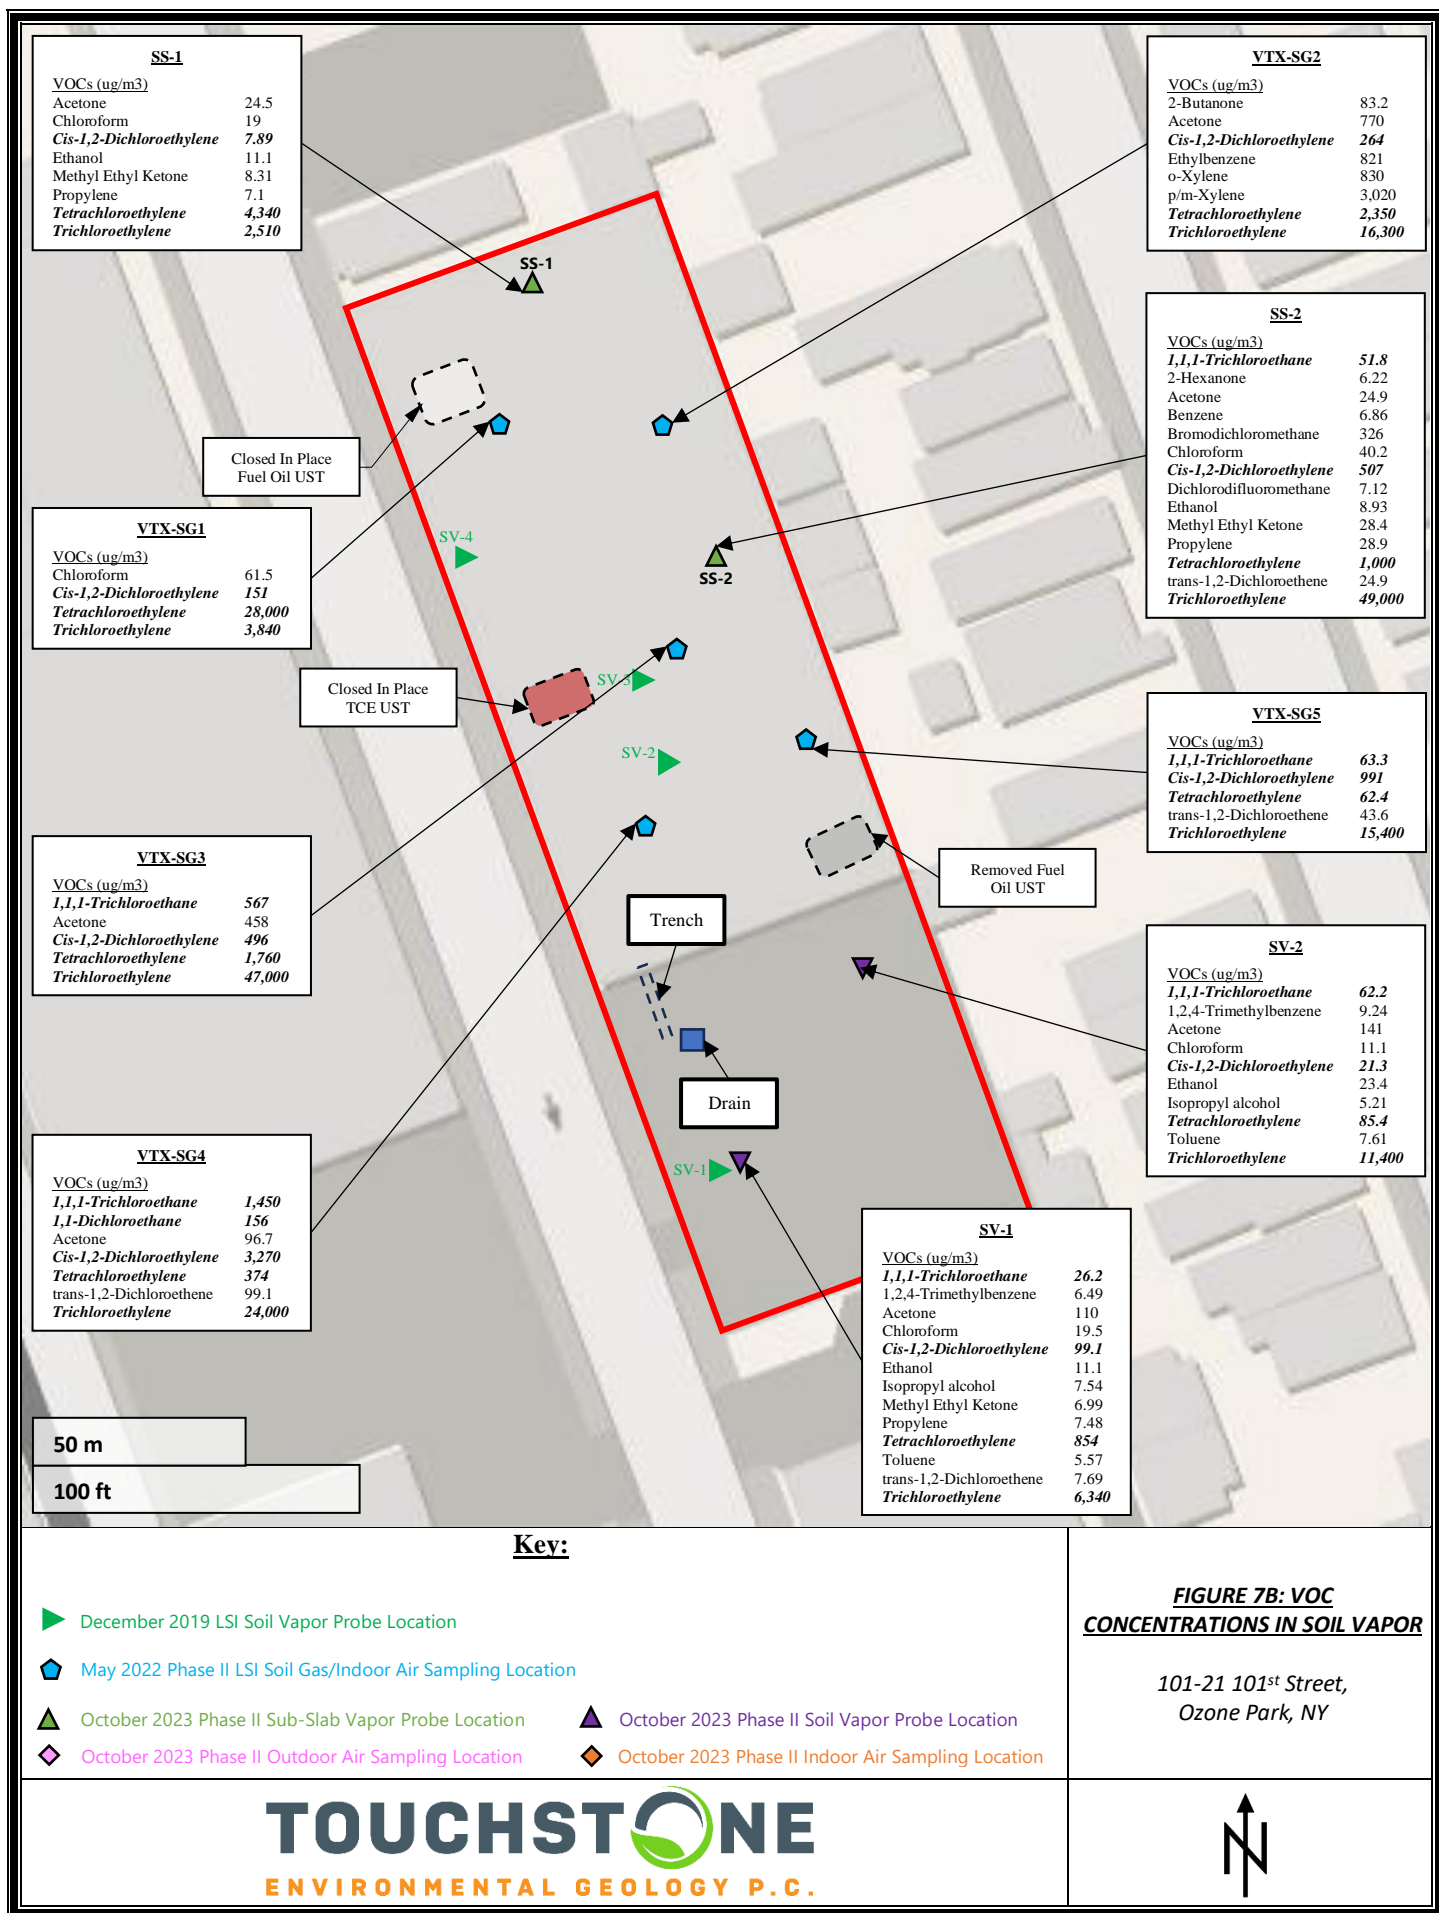 SS-1
VOCs (ug/m3)
Acetone 24.5
Chloroform 19
Cis-1,2-Dichloroethylene 7.89
Ethanol 11.1
Methyl Ethyl Ketone 8.31
Propylene 7.1
Tetrachloroethylene 4,340
Trichloroethylene 2,510
VTX-SG2
VOCs (ug/m3)
2-Butanone 83.2
Acetone 770
Cis-1,2-Dichloroethylene 264
Ethylbenzene 821
o-Xylene 830
p/m-Xylene 3,020
Tetrachloroethylene 2,350
Trichloroethylene 16,300
SS-1
SS-2
VOCs (ug/m3)
1,1,1-Trichloroethane 51.8
2-Hexanone 6.22
Acetone 24.9
Benzene 6.86
Bromodichloromethane 326
Chloroform 40.2
Cis-1,2-Dichloroethylene 507
Dichlorodifluoromethane 7.12
Ethanol 8.93
Methyl Ethyl Ketone 28.4
Propylene 28.9
Tetrachloroethylene 1,000
trans-1,2-Dichloroethene 24.9
Trichloroethylene 49,000
Closed In Place
Fuel Oil UST
VTX-SG1
VOCs (ug/m3)
Chloroform 61.5
Cis-1,2-Dichloroethylene 151
Tetrachloroethylene 28,000
Trichloroethylene 3,840
SV-4
SS-2
Closed In Place
TCE UST
SV-3
SV-2
VTX-SG5
VOCs (ug/m3)
1,1,1-Trichloroethane 63.3
Cis-1,2-Dichloroethylene 991
Tetrachloroethylene 62.4
trans-1,2-Dichloroethene 43.6
Trichloroethylene 15,400
VTX-SG3
VOCs (ug/m3)
1,1,1-Trichloroethane 567
Acetone 458
Cis-1,2-Dichloroethylene 496
Tetrachloroethylene 1,760
Trichloroethylene 47,000
Removed Fuel
Oil UST
Trench
Drain
SV-2
VOCs (ug/m3)
1,1,1-Trichloroethane 62.2
1,2,4-Trimethylbenzene 9.24
Acetone 141
Chloroform 11.1
Cis-1,2-Dichloroethylene 21.3
Ethanol 23.4
Isopropyl alcohol 5.21
Tetrachloroethylene 85.4
Toluene 7.61
Trichloroethylene 11,400
VTX-SG4
VOCs (ug/m3)
1,1,1-Trichloroethane 1,450
1,1-Dichloroethane 156
Acetone 96.7
Cis-1,2-Dichloroethylene 3,270
Tetrachloroethylene 374
trans-1,2-Dichloroethene 99.1
Trichloroethylene 24,000
SV-1
SV-1
VOCs (ug/m3)
1,1,1-Trichloroethane 26.2
1,2,4-Trimethylbenzene 6.49
Acetone 110
Chloroform 19.5
Cis-1,2-Dichloroethylene 99.1
Ethanol 11.1
Isopropyl alcohol 7.54
Methyl Ethyl Ketone 6.99
Propylene 7.48
Tetrachloroethylene 854
Toluene 5.57
trans-1,2-Dichloroethene 7.69
Trichloroethylene 6,340
50 m
100 ft
Key:
December 2019 LSI Soil Vapor Probe Location
May 2022 Phase II LSI Soil Gas/Indoor Air Sampling Location
October 2023 Phase II Sub-Slab Vapor Probe Location
October 2023 Phase II Soil Vapor Probe Location
October 2023 Phase II Outdoor Air Sampling Location
October 2023 Phase II Indoor Air Sampling Location
FIGURE 7B: VOC
CONCENTRATIONS IN SOIL VAPOR
101-21 101st Street,
Ozone Park, NY
TOUCHSTONE
ENVIRONMENTAL GEOLOGY P.C.
N